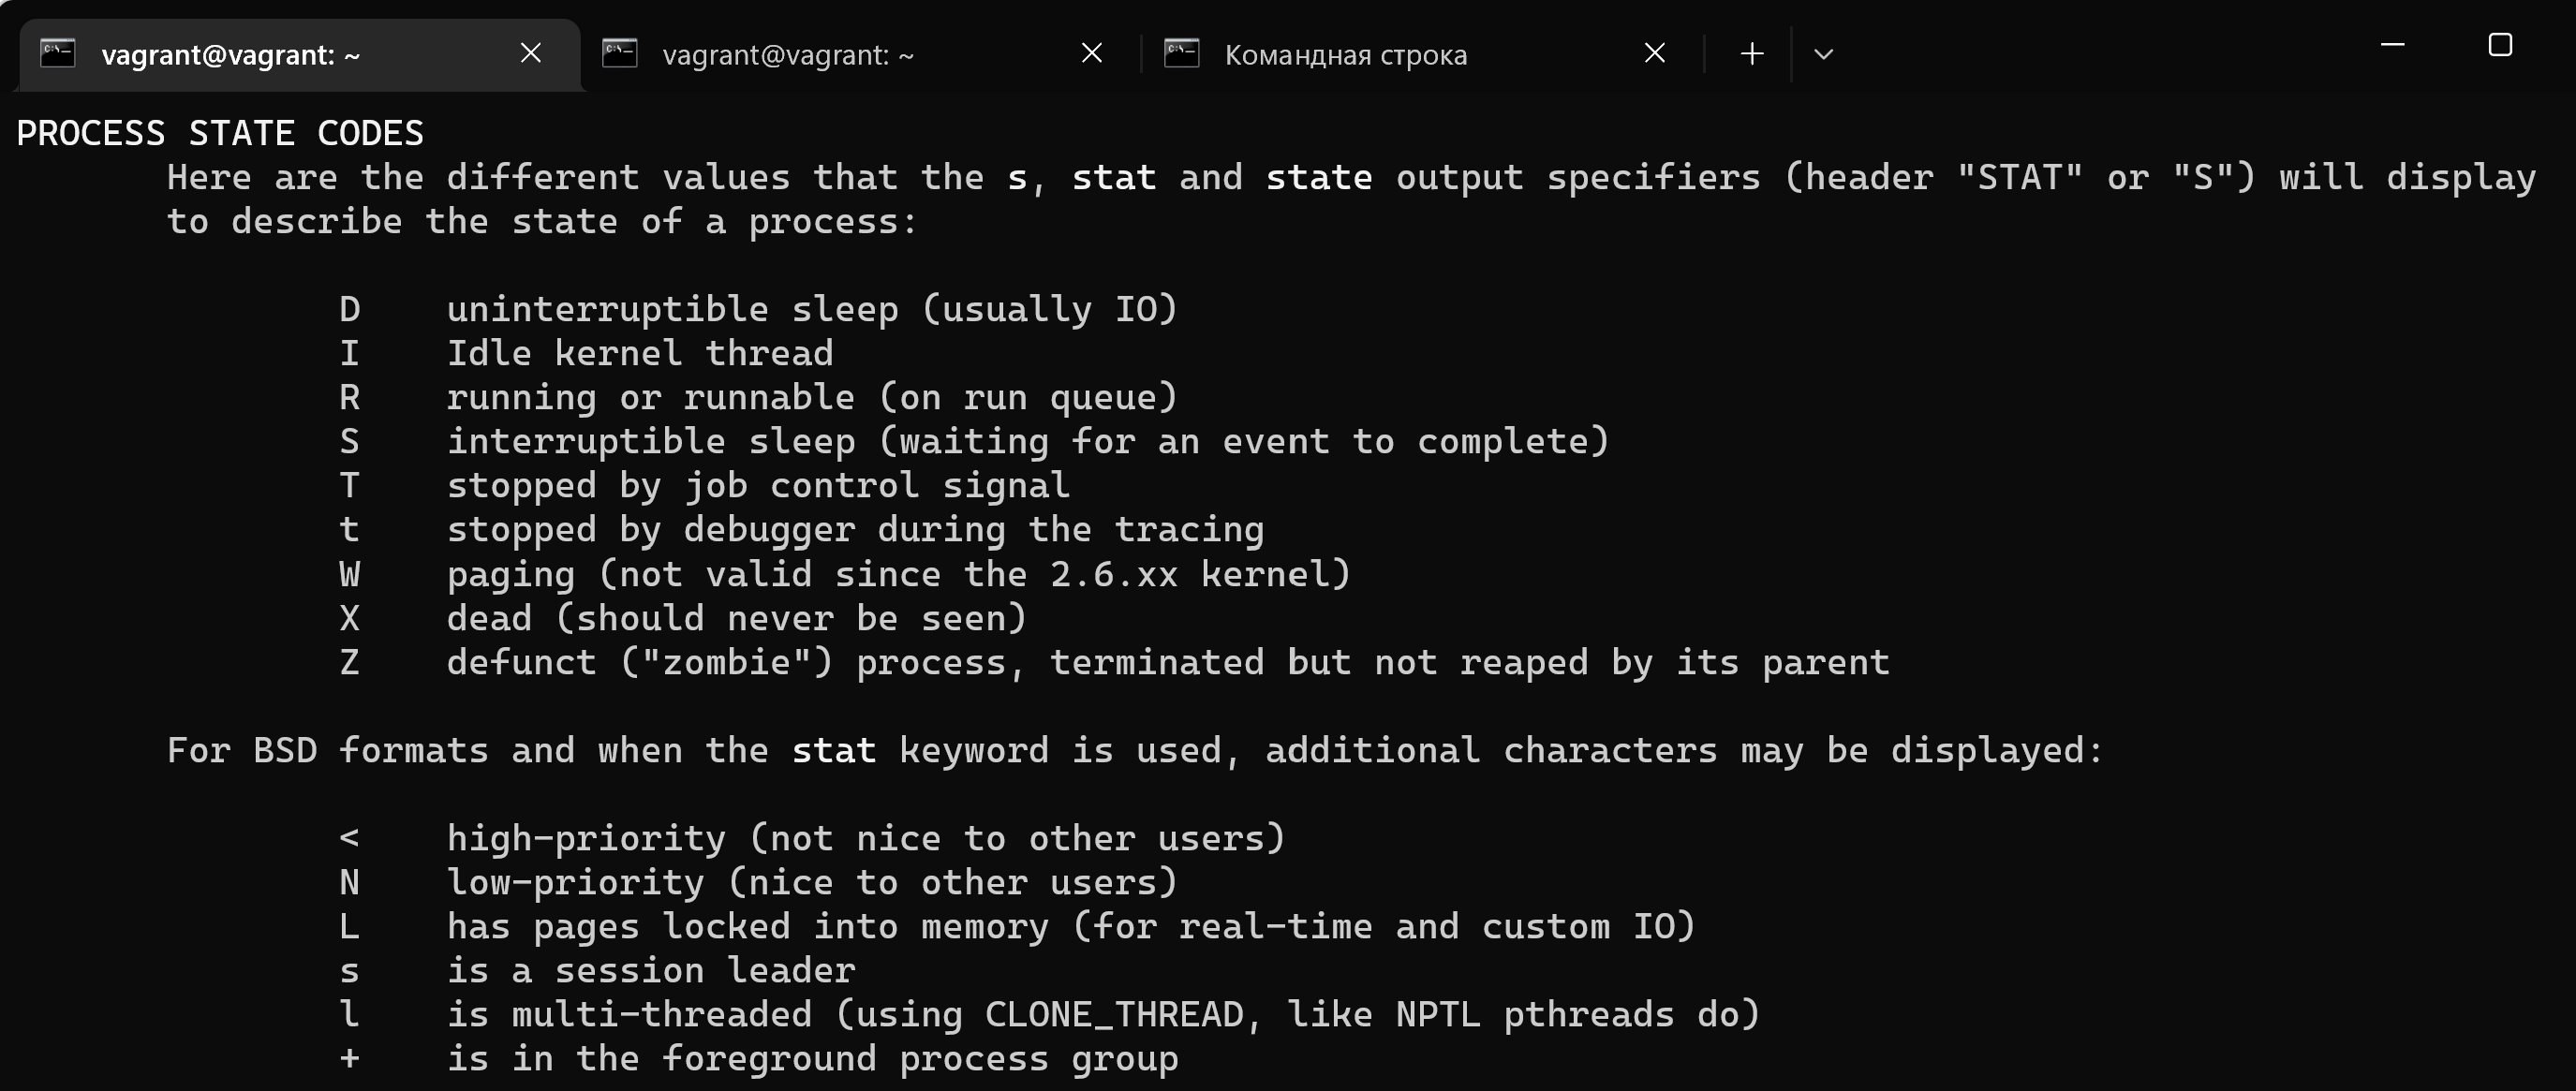 vagrant@vagrant: ~
vagrant@vagrant: ~
Командная строка
PROCESS STATE CODES
Here are the different values that the s, stat and state output specifiers (header "STAT" or "S") will display
to describe the state of a process:
D    uninterruptible sleep (usually IO)
I    Idle kernel thread
R    running or runnable (on run queue)
S    interruptible sleep (waiting for an event to complete)
T    stopped by job control signal
t    stopped by debugger during the tracing
W    paging (not valid since the 2.6.xx kernel)
X    dead (should never be seen)
Z    defunct ("zombie") process, terminated but not reaped by its parent
For BSD formats and when the stat keyword is used, additional characters may be displayed:
<    high-priority (not nice to other users)
N    low-priority (nice to other users)
L    has pages locked into memory (for real-time and custom IO)
s    is a session leader
l    is multi-threaded (using CLONE_THREAD, like NPTL pthreads do)
+    is in the foreground process group